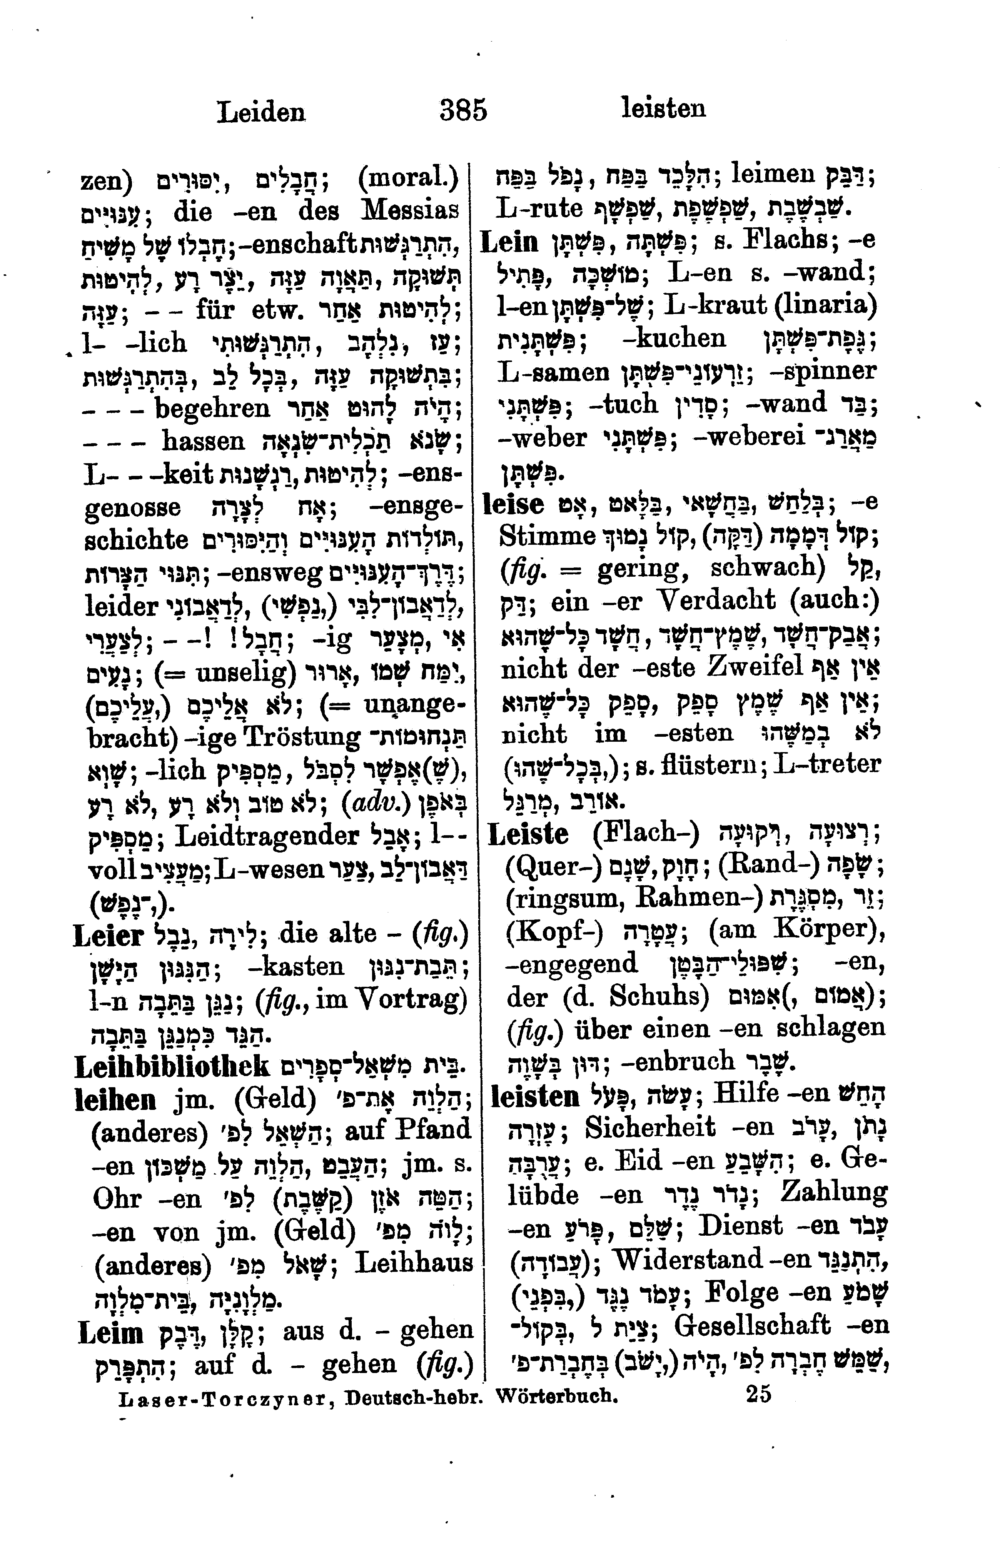 Leiden 385 leisten
zen) חֲבָלִים, יִסּוּרִים; (moral.)
עִנּוּיִים; die -en des Messias
חֶבְלוֹ שֶׁל מָשִׁיחַ; -enschaft הִתְרַגְּשׁוּת,
תְּשׁוּקָה, תַּאֲוָה עַזָּה, יֵצֶר רָע, לְהִיטוּת
עַזָּה; - - für etw. לְהִיטוּת אַחַר;
l- -lich עַז, נִלְהָב, הִתְרַגְּשׁוּתִי;
בִּתְשׁוּקָה עַזָּה, בְּכָל לֵב, בְּהִתְרַגְּשׁוּת;
- - - begehren הָיֹה לָהוּט אַחַר;
- - - hassen שָׂנֹא תַכְלִית־שִׂנְאָה;
L- - -keit לְהִיטוּת, רַגְשָׁנוּת; -ens-
genosse אָח לְצָרָה; -ensge-
schichte תּוֹלְדוֹת הָעִנּוּיִים וְהַיִּסּוּרִים,
תִּנּוּי הַצָּרוֹת; -ensweg דֶּרֶךְ־הָעִנּוּיִים;
leider לְדַאֲבוֹן־לִבִּי (נַפְשִׁי,), לְדַאֲבוֹנִי,
לְצַעֲרִי; - -! חֲבָל!; -ig אִי, מְצָעֵר
נָעִים; (= unselig) יִמַּח שְׁמוֹ, אָרוּר,
(עֲלֵיכֶם,) לֹא אֲלֵיכֶם; (= unange-
bracht) -ige Tröstung תַּנְחוּמוֹת־
שָׁוְא; -lich (שֶׁ)אֶפְשָׁר לְסָבֹל, מַסְפִּיק,
לֹא טוֹב וְלֹא רָע, לֹא רָע; (adv.) בְּאֹפֶן
מַסְפִּיק; Leidtragender אָבֵל; l--
voll מַעֲצִיב; L-wesen דַּאֲבוֹן־לֵב, צַעַר
(־נֶפֶשׁ,).
Leier לִירָה, נֵבֶל; die alte - (fig.)
הַנִּגּוּן הַיָּשָׁן; -kasten תֵּבַת־נִגּוּן;
l-n נַגֵּן בְּתֵבָה; (fig., im Vortrag)
הַגֵּד כִּמְנַגֵּן בְּתֵבָה.
Leihbibliothek בֵּית מִשְׁאַל־סְפָרִים.
leihen jm. (Geld) הַלְוֵה אֶת־פ׳;
(anderes) הַשְׁאֵל לְפ׳; auf Pfand
-en הַעֲבֵט, הַלְוֵה עַל מַשְׁכּוֹן; jm. s.
Ohr -en הַטֵּה אֹזֶן (קַשֶּׁבֶת) לְפ׳;
-en von jm. (Geld) לָוֹה מִפ׳;
(anderes) שָׁאֹל מִפ׳; Leihhaus
מַלְוָנִיָּה, בֵּית־מִלְוָה.
Leim דֶּבֶק, קֹלָן; aus d. - gehen
הִתְפָּרֵק; auf d. - gehen (fig.)
הִלָּכֵד בַּפַּח, נָפֹל בַּפַּח; leimen דַּבֵּק;
L-rute שַׁבְשֶׁבֶת, שַׁפְשֶׁפֶת, שַׁפְשָׁף.
Lein פִּשְׁתָּה, פִּשְׁתָּן; s. Flachs; -e
מוֹשְׁכָה, פָּתִיל; L-en s. -wand;
l-en שֶׁל־פִּשְׁתָּן; L-kraut (linaria)
פִּשְׁתָּנִית; -kuchen גֶּפֶת־פִּשְׁתָּן;
L-samen זַרְעוֹנֵי־פִּשְׁתָּן; -spinner
פִּשְׁתָּנִי; -tuch סָדִין; -wand בַּד;
-weber פִּשְׁתָּנִי; -weberei מַאֲרַג־
פִּשְׁתָּן.
leise בְּלַחַשׁ, בַּחֲשָׁאי, בַּלָּאט, אַט; -e
Stimme קוֹל דְּמָמָה (דַּקָּה), קוֹל נָמוּךְ;
(fig. = gering, schwach) קַל,
דַּק; ein -er Verdacht (auch:)
אֲבַק־חֲשָׁד, שֶׁמֶץ־חֲשָׁד, חֲשָׁד כָּל־שֶׁהוּא;
nicht der -este Zweifel אֵין אַף
אֵין אַף שֶׁמֶץ סָפֵק, סָפֵק כָּל־שֶׁהוּא;
nicht im -esten לֹא בְמַשֶּׁהוּ
(בְּכָל־שֶׁהוּ,); s. flüstern; L-treter
אוֹרֵב, מְרַגֵּל.
Leiste (Flach-) רְצוּעָה, רְקוּעָה;
(Quer-) חִוֵּק, שֶׁנֶם; (Rand-) שָׂפָה;
(ringsum, Rahmen-) זֵר, מִסְגֶּרֶת;
(Kopf-) עֲטָרָה; (am Körper),
-engegend שִׁפּוּלֵי־הַבֶּטֶן; -en,
der (d. Schuhs) אִמּוּם (, אֵמוּם);
(fig.) über einen -en schlagen
דּוּן בְּשָׁוֶה; -enbruch שֶׁבֶר.
leisten עָשֹׂה, פָּעֹל; Hilfe -en הָחֵשׁ
עֶזְרָה; Sicherheit -en נָתֹן, עָרֹב
עֲרֻבָּה; e. Eid -en הִשָּׁבַע; e. Ge-
lübde -en נָדֹר נֶדֶר; Zahlung
-en שַׁלֵּם, פָּרֹעַ; Dienst -en עָבֹד
(עֲבוֹדָה); Widerstand -en הִתְנַגֵּד,
עָמֹד נֶגֶד (בִּפְנֵי,); Folge -en שָׁמֹעַ
בְּקוֹל־, צַיֵּת לְ; Gesellschaft -en
שַׁמֵּשׁ חֶבְרָה לְפ׳, הָיֹה (, יָשֹׁב) בְּחֶבְרַת־פ׳,
Laser-Torczyner, Deutsch-hebr. Wörterbuch. 25